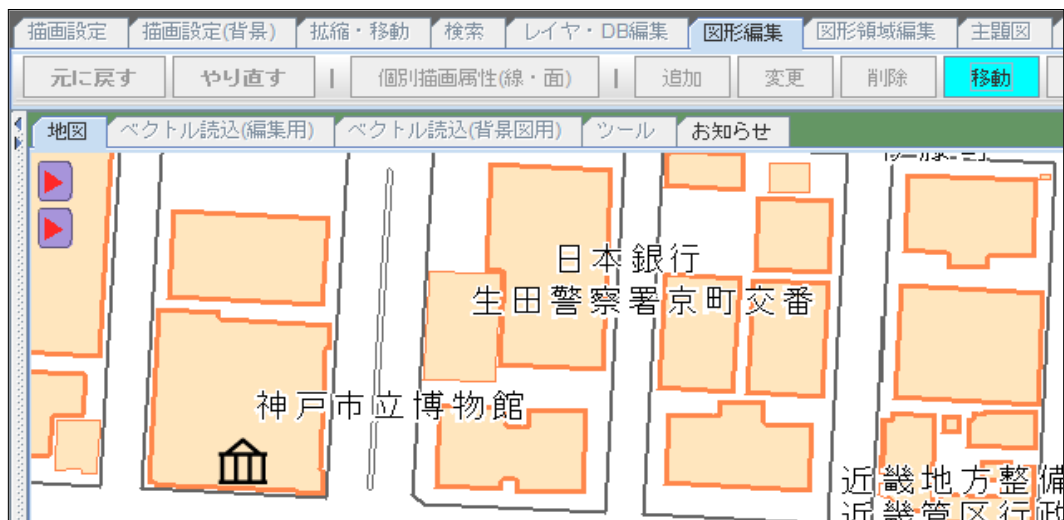 描画設定 描画設定(背景) 拡縮・移動 検索 レイヤ・DB編集 図形編集 図形領域編集 主題図
元に戻す やり直す | 個別描画属性(線・面) | 追加 変更 削除 移動
地図 ベクトル読込(編集用) ベクトル読込(背景図用) ツール お知らせ
日本銀行
生田警察署京町交番
神戸市立博物館
近畿地方整備
近畿管区行政